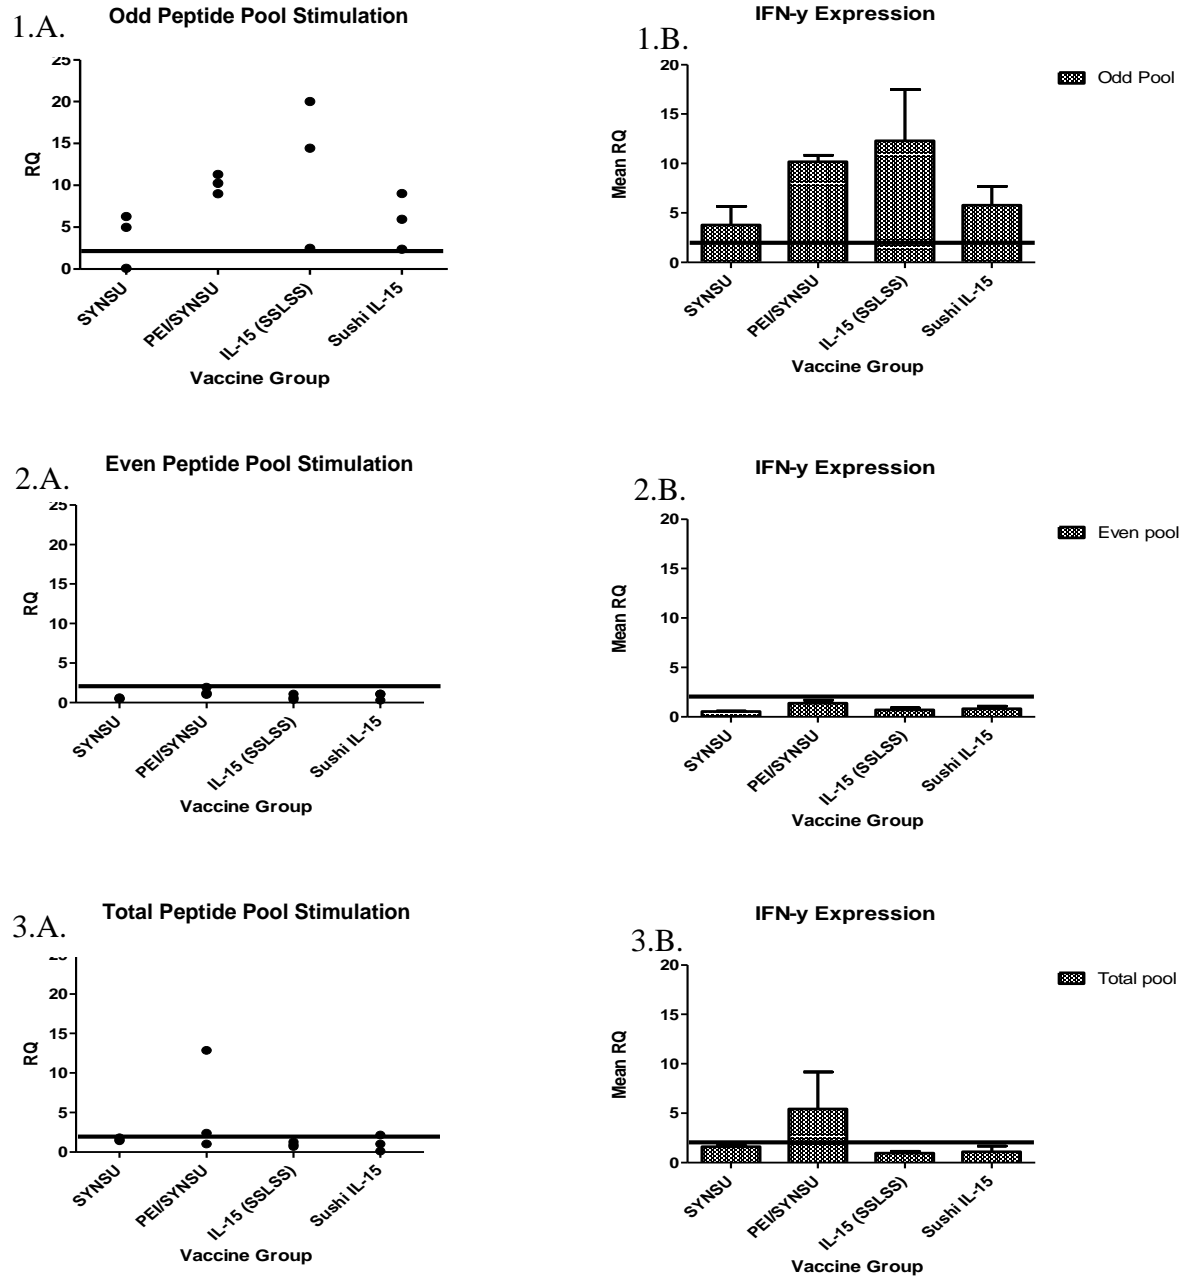 1.A.
Odd Peptide Pool Stimulation
25
20
15
10
5
0
RQ
SYNSU
PEI/SYNSU
IL-15 (SSLSS)
Sushi IL-15
Vaccine Group
1.B.
IFN-y Expression
20
15
10
5
0
Mean RQ
Odd Pool
SYNSU
PEI/SYNSU
IL-15 (SSLSS)
Sushi IL-15
Vaccine Group
2.A.
Even Peptide Pool Stimulation
25
20
15
10
5
0
RQ
SYNSU
PEI/SYNSU
IL-15 (SSLSS)
Sushi IL-15
Vaccine Group
2.B.
IFN-y Expression
20
15
10
5
0
Mean RQ
Even pool
SYNSU
PEI/SYNSU
IL-15 (SSLSS)
Sushi IL-15
Vaccine Group
3.A.
Total Peptide Pool Stimulation
20
15
10
5
0
RQ
SYNSU
PEI/SYNSU
IL-15 (SSLSS)
Sushi IL-15
Vaccine Group
3.B.
IFN-y Expression
20
15
10
5
0
Mean RQ
Total pool
SYNSU
PEI/SYNSU
IL-15 (SSLSS)
Sushi IL-15
Vaccine Group